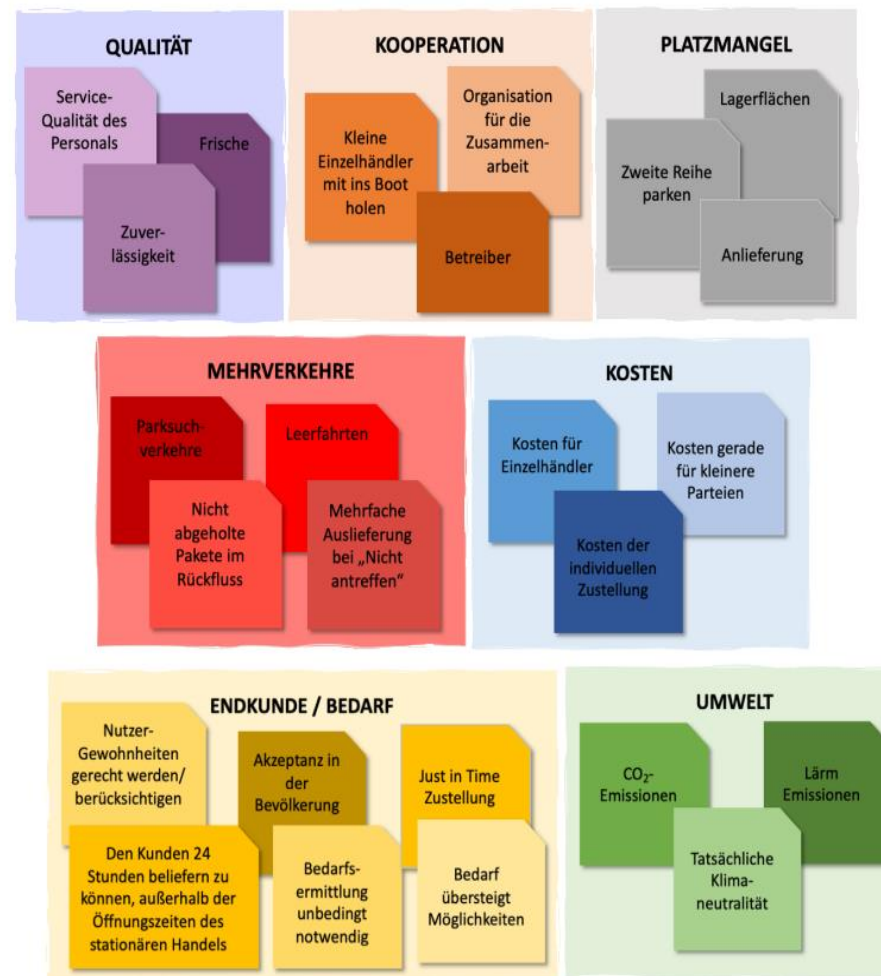 QUALITÄT
Service-
Qualität des
Personals
Frische
Zuver-
lässigkeit
KOOPERATION
Kleine
Einzelhändler
mit ins Boot
holen
Organisation
für die
Zusammen-
arbeit
Betreiber
PLATZMANGEL
Lagerflächen
Zweite Reihe
parken
Anlieferung
MEHRVERKEHRE
Parksuch-
verkehre
Leerfahrten
Nicht
abgeholte
Pakete im
Rückfluss
Mehrfache
Auslieferung
bei „Nicht
antreffen“
KOSTEN
Kosten für
Einzelhändler
Kosten gerade
für kleinere
Parteien
Kosten der
individuellen
Zustellung
ENDKUNDE / BEDARF
Nutzer-
Gewohnheiten
gerecht werden/
berücksichtigen
Akzeptanz in
der
Bevölkerung
Just in Time
Zustellung
Den Kunden 24
Stunden beliefern zu
können, außerhalb der
Öffnungszeiten des
stationären Handels
Bedarfs-
ermittlung
unbedingt
notwendig
Bedarf
übersteigt
Möglichkeiten
UMWELT
CO₂-
Emissionen
Lärm
Emissionen
Tatsächliche
Klima-
neutralität